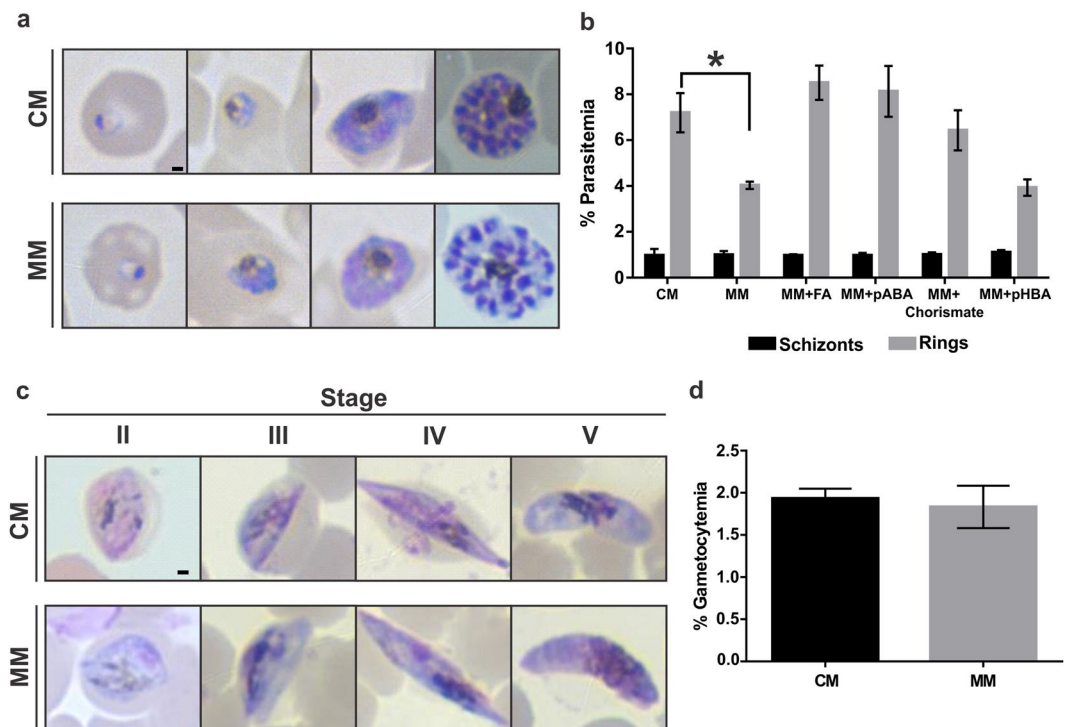 a
CM
MM
b
% Parasitemia
10
8
6
4
2
0
*
CM
MM
MM+FA
MM+pABA
MM+
Chorismate
MM+pHBA
Schizonts
Rings
c
Stage
II
III
IV
V
CM
MM
d
% Gametocytemia
2.5
2.0
1.5
1.0
0.5
0.0
CM
MM